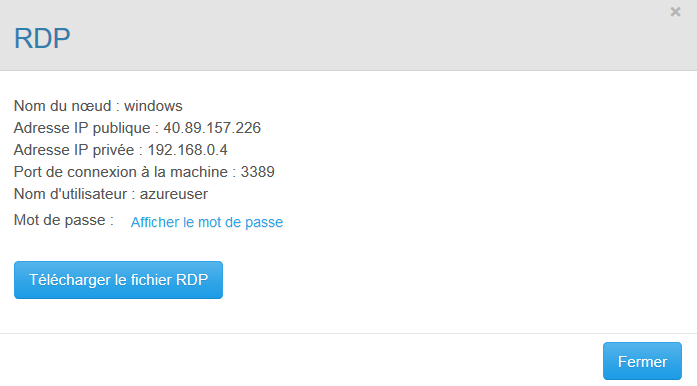 RDP
Nom du nœud : windows
Adresse IP publique : 40.89.157.226
Adresse IP privée : 192.168.0.4
Port de connexion à la machine : 3389
Nom d'utilisateur : azureuser
Mot de passe : Afficher le mot de passe
Télécharger le fichier RDP
Fermer